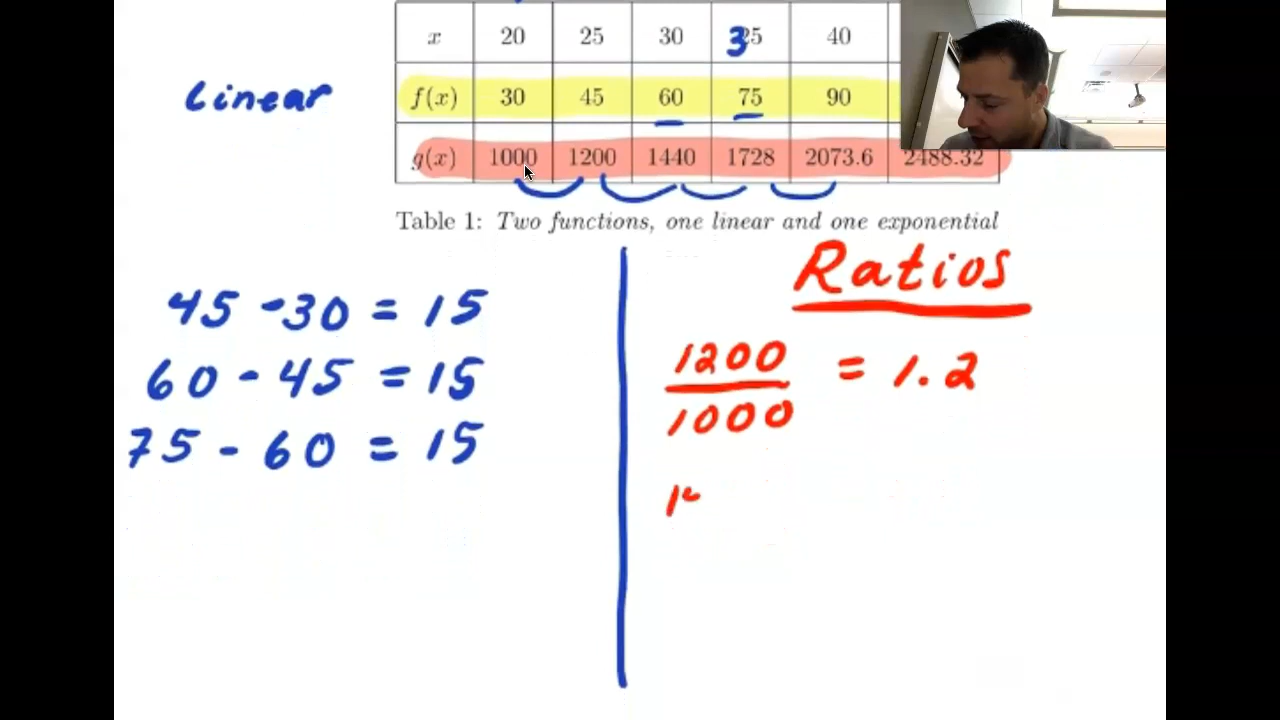 x 20 25 30 35 40
Linear
f(x) 30 45 60 75 90
g(x) 1000 1200 1440 1728 2073.6 2488.32
Table 1: Two functions, one linear and one exponential
Ratios
45 - 30 = 15
60 - 45 = 15
75 - 60 = 15
1200
1000
= 1.2